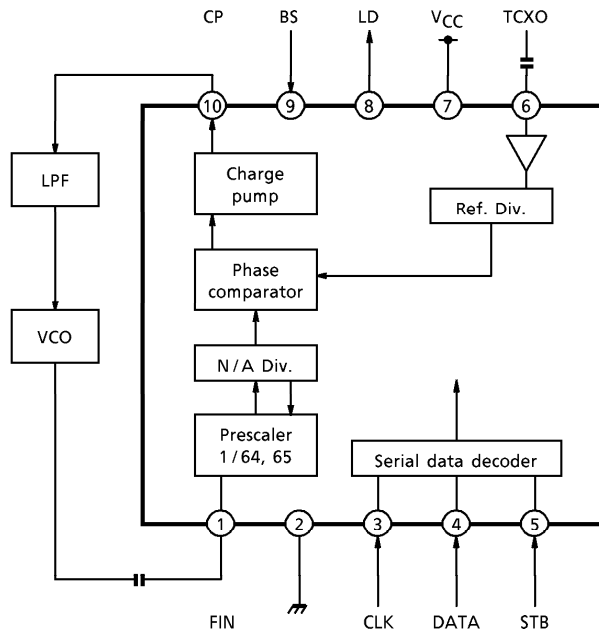 CP BS LD VCC TCXO
10 9 8 7 6
LPF
Charge
pump
Ref. Div.
Phase
comparator
VCO
N/A Div.
Prescaler
1/64, 65
Serial data decoder
1 2 3 4 5
FIN CLK DATA STB